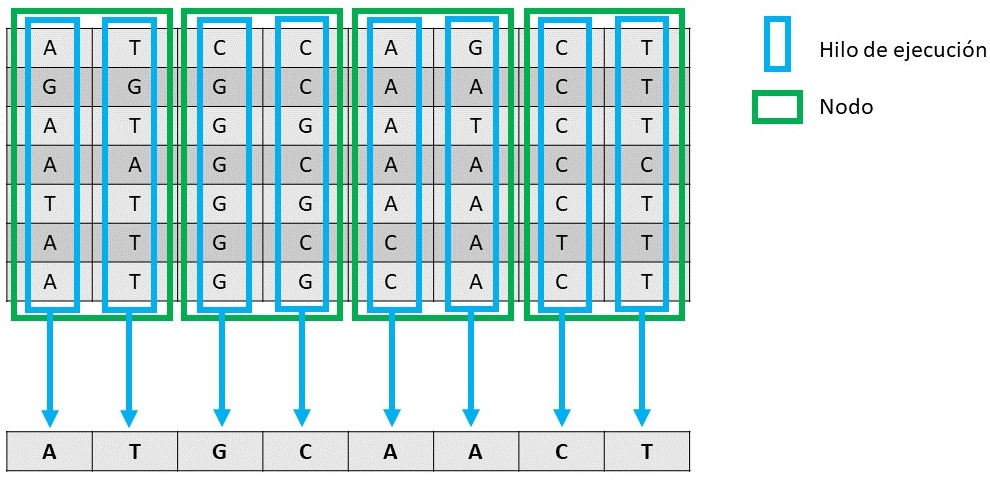 A T C C A G C T
G G G C A A C T
A T G G A T C T
A A G C A A C C
T T G G A A C T
A T G C C A T T
A T G G C A C T
A T G C A A C T
Hilo de ejecución
Nodo